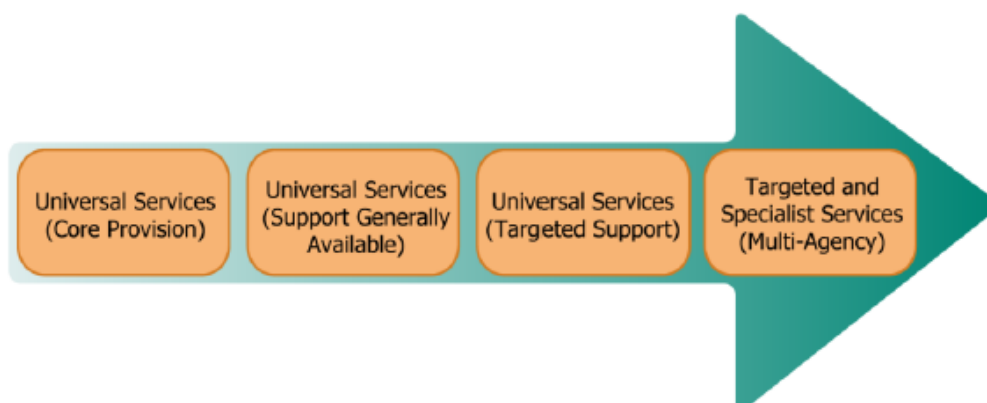 Universal Services
(Core Provision)
Universal Services
(Support Generally
Available)
Universal Services
(Targeted Support)
Targeted and
Specialist Services
(Multi-Agency)